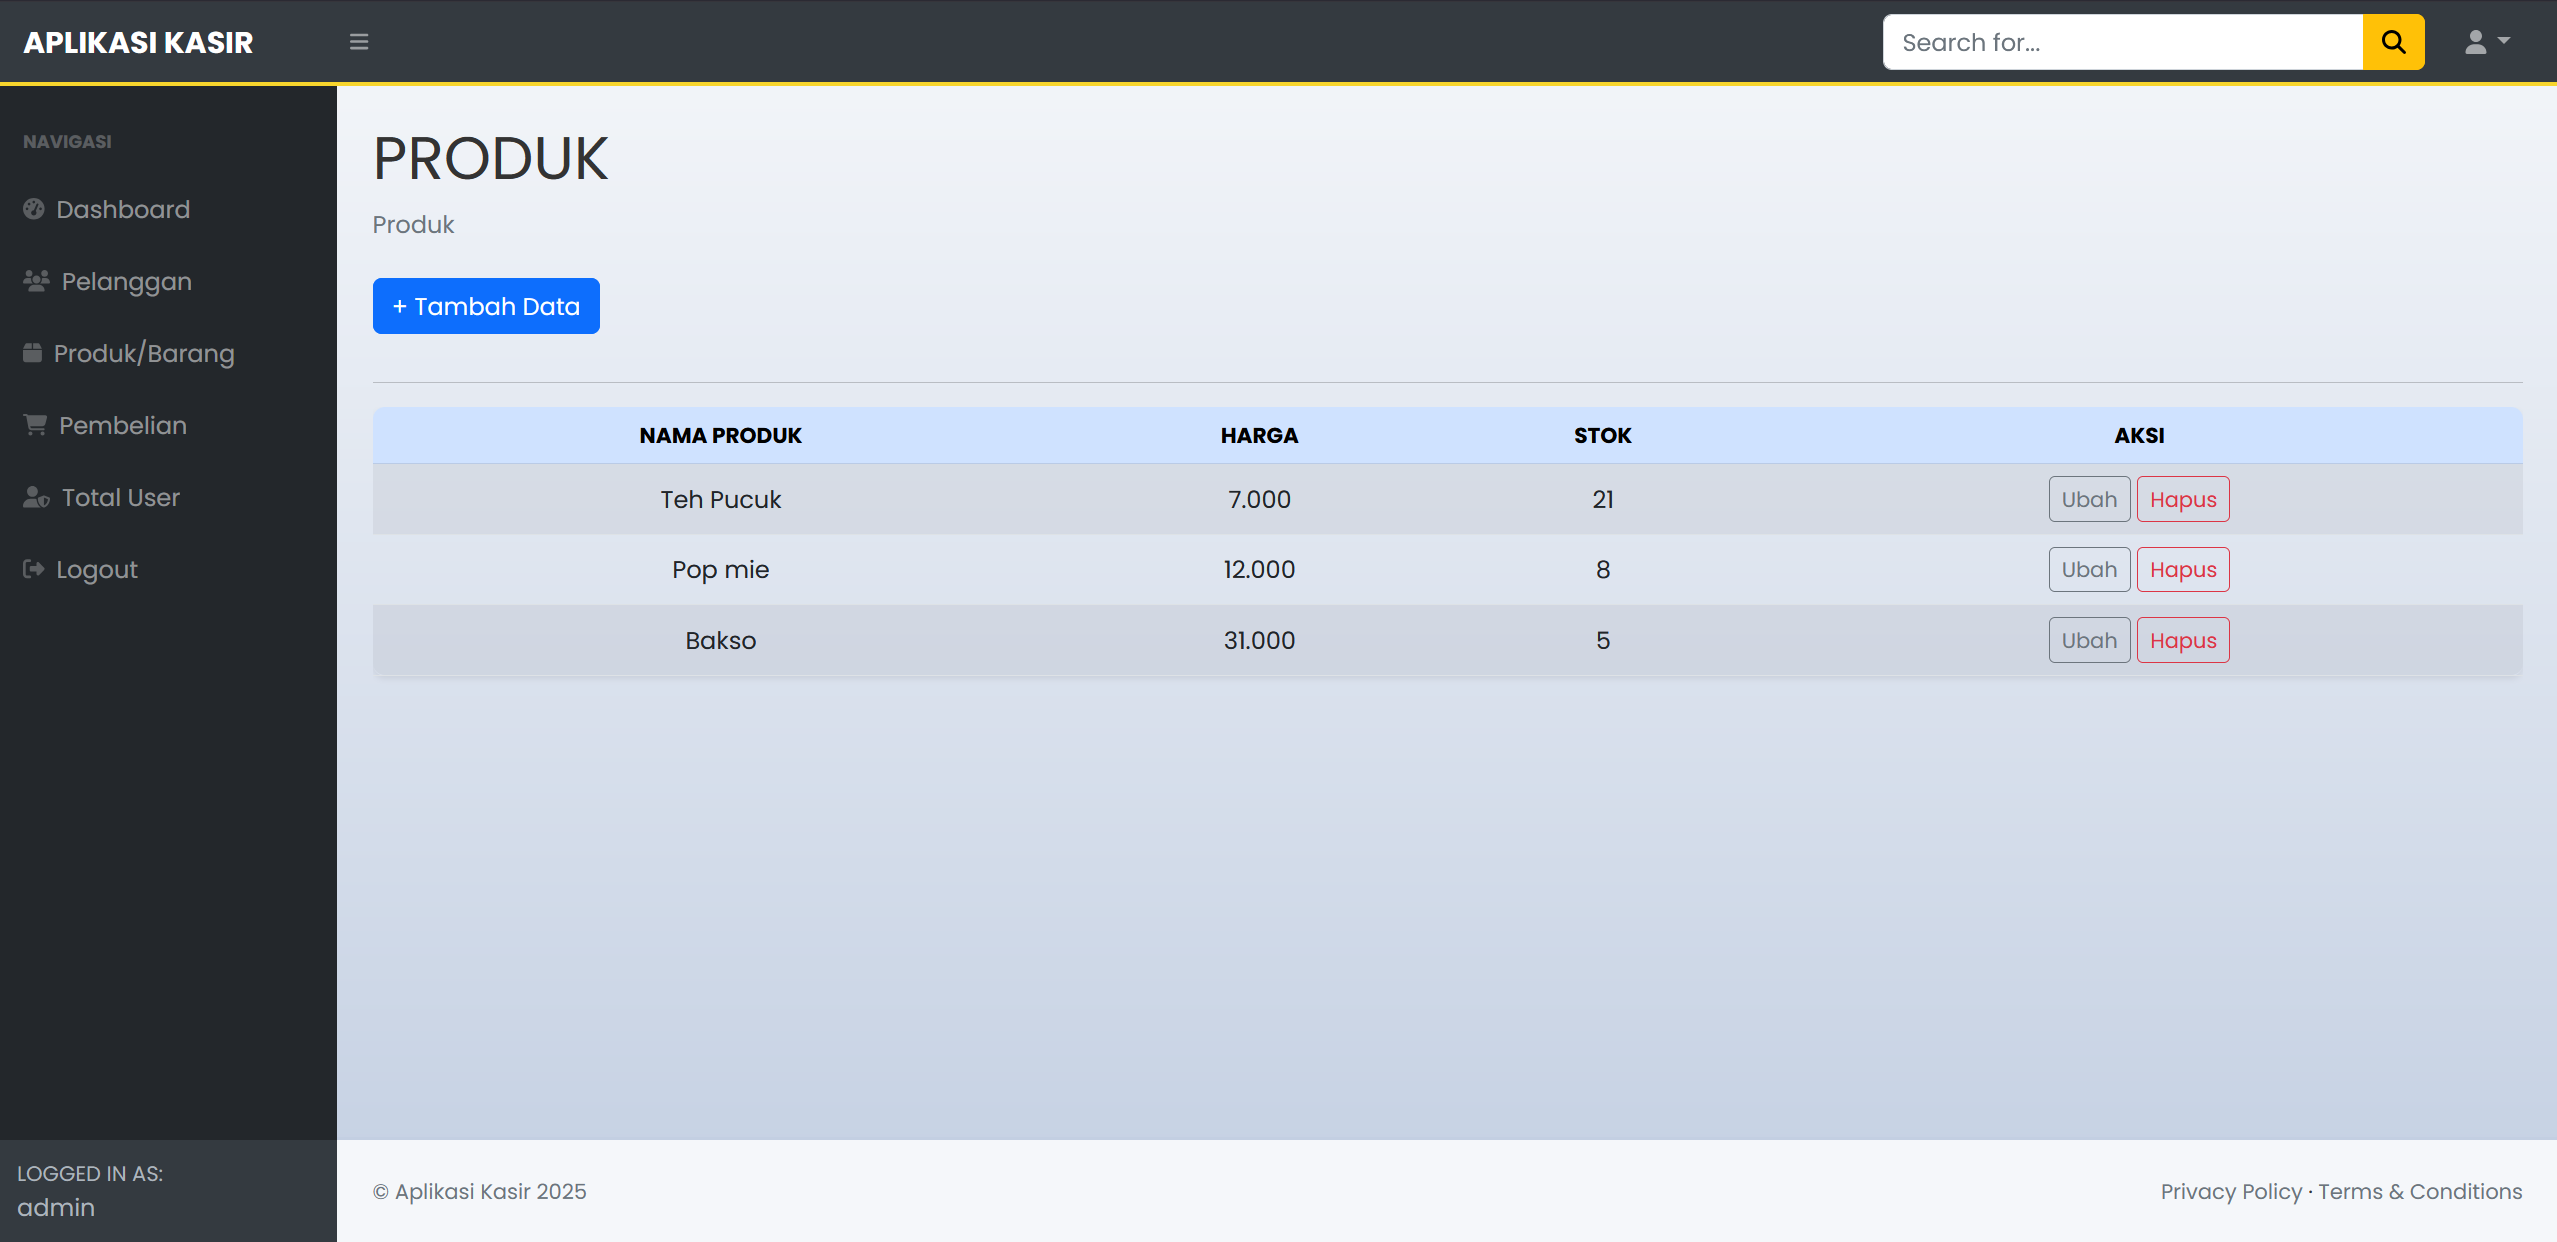 APLIKASI KASIR
Search for...
NAVIGASI
Dashboard
Pelanggan
Produk/Barang
Pembelian
Total User
Logout
LOGGED IN AS:
admin
PRODUK
Produk
+ Tambah Data
NAMA PRODUK HARGA STOK AKSI
Teh Pucuk 7.000 21 Ubah Hapus
Pop mie 12.000 8 Ubah Hapus
Bakso 31.000 5 Ubah Hapus
© Aplikasi Kasir 2025
Privacy Policy · Terms & Conditions